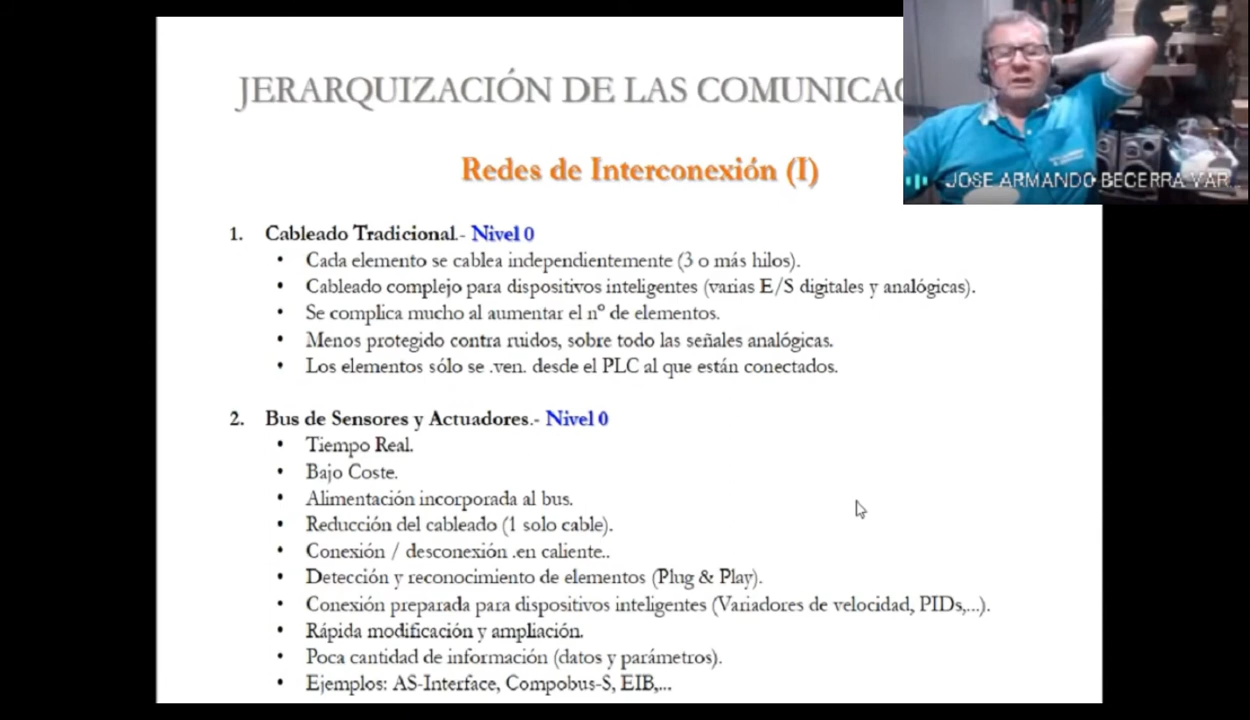 JERARQUIZACIÓN DE LAS COMUNICAC
Redes de Interconexión (I)
1. Cableado Tradicional.- Nivel 0
• Cada elemento se cablea independientemente (3 o más hilos).
• Cableado complejo para dispositivos inteligentes (varias E/S digitales y analógicas).
• Se complica mucho al aumentar el nº de elementos.
• Menos protegido contra ruidos, sobre todo las señales analógicas.
• Los elementos sólo se .ven. desde el PLC al que están conectados.
2. Bus de Sensores y Actuadores.- Nivel 0
• Tiempo Real.
• Bajo Coste.
• Alimentación incorporada al bus.
• Reducción del cableado (1 solo cable).
• Conexión / desconexión .en caliente..
• Detección y reconocimiento de elementos (Plug & Play).
• Conexión preparada para dispositivos inteligentes (Variadores de velocidad, PIDs,...).
• Rápida modificación y ampliación.
• Poca cantidad de información (datos y parámetros).
• Ejemplos: AS-Interface, Compobus-S, EIB,...
JOSE ARMANDO BECERRA VAR...